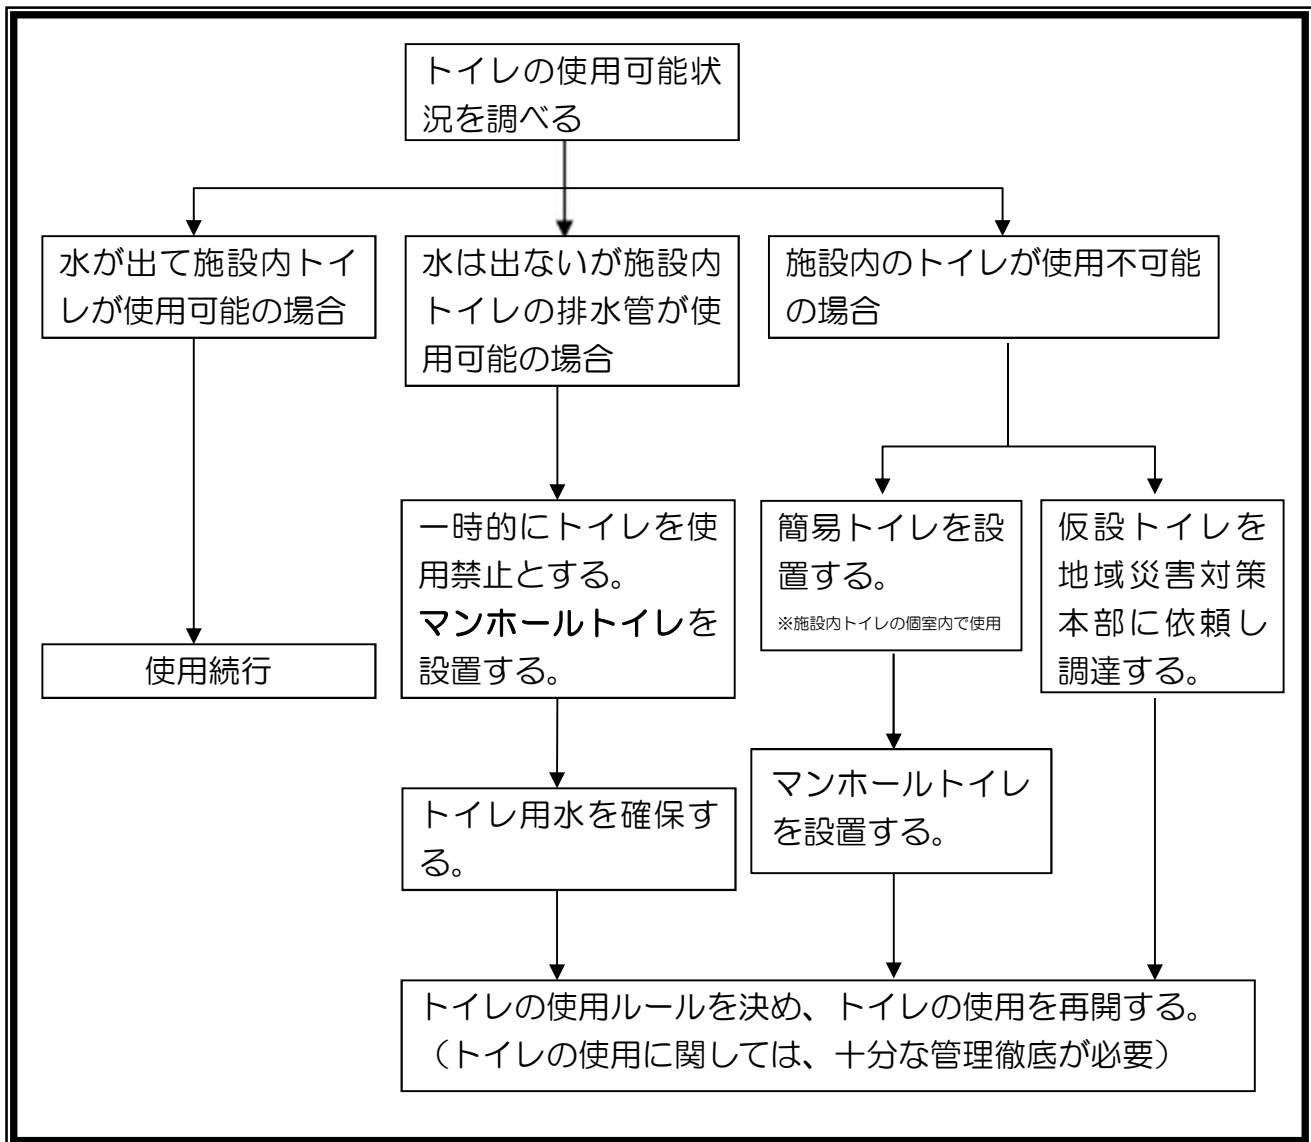 トイレの使用可能状
況を調べる
水が出て施設内トイ
レが使用可能の場合
水は出ないが施設内
トイレの排水管が使
用可能の場合
施設内のトイレが使用不可能
の場合
一時的にトイレを使
用禁止とする。
マンホールトイレを
設置する。
簡易トイレを設
置する。
※施設内トイレの個室内で使用
仮設トイレを
地域災害対策
本部に依頼し
調達する。
使用続行
トイレ用水を確保す
る。
マンホールトイレ
を設置する。
トイレの使用ルールを決め、トイレの使用を再開する。
（トイレの使用に関しては、十分な管理徹底が必要）